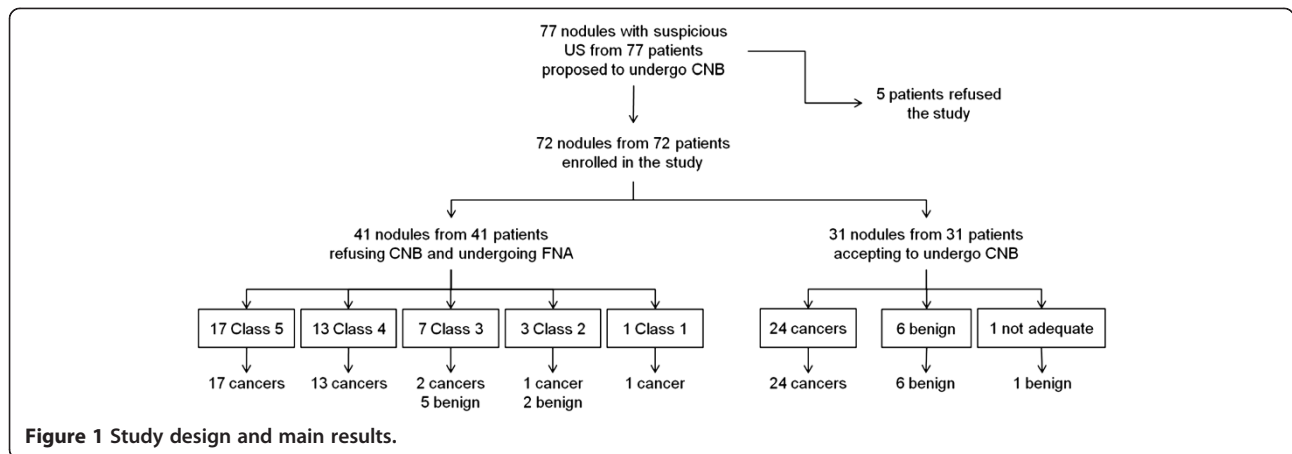 77 nodules with suspicious
US from 77 patients
proposed to undergo CNB
5 patients refused
the study
72 nodules from 72 patients
enrolled in the study
41 nodules from 41 patients
refusing CNB and undergoing FNA
31 nodules from 31 patients
accepting to undergo CNB
17 Class 5
13 Class 4
7 Class 3
3 Class 2
1 Class 1
24 cancers
6 benign
1 not adequate
17 cancers
13 cancers
2 cancers
5 benign
1 cancer
2 benign
1 cancer
24 cancers
6 benign
1 benign
Figure 1 Study design and main results.